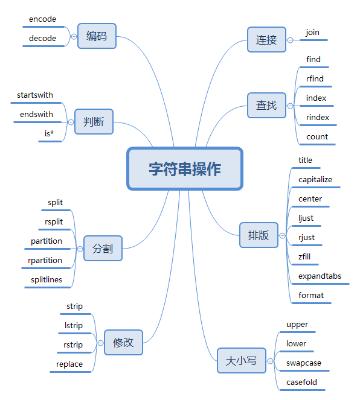 字符串操作
编码
encode
decode
判断
startswith
endswith
is*
分割
split
rsplit
partition
rpartition
splitlines
修改
strip
lstrip
rstrip
replace
连接
join
查找
find
rfind
index
rindex
count
排版
title
capitalize
center
ljust
rjust
zfill
expandtabs
format
大小写
upper
lower
swapcase
casefold